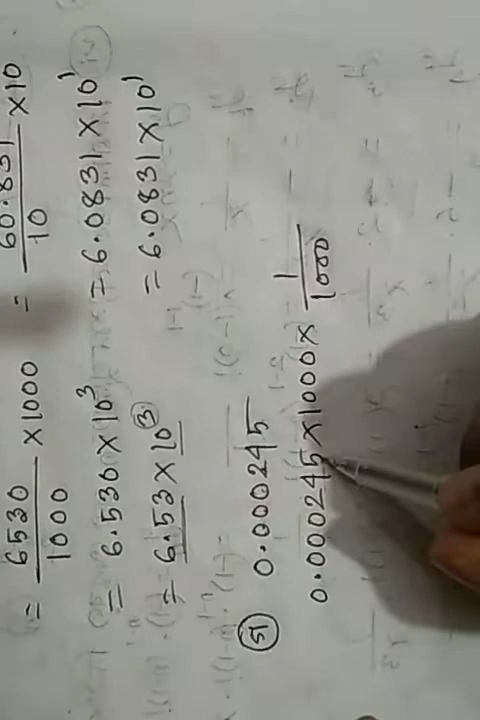 = 6530/1000 × 1000
= 6.530 × 10³
= 6.53 × 10³
= 60.831/10 × 10
= 6.0831 × 10¹
= 6.0831 × 10¹
5) 0.000245
0.000245 × 1000 × 1/1000